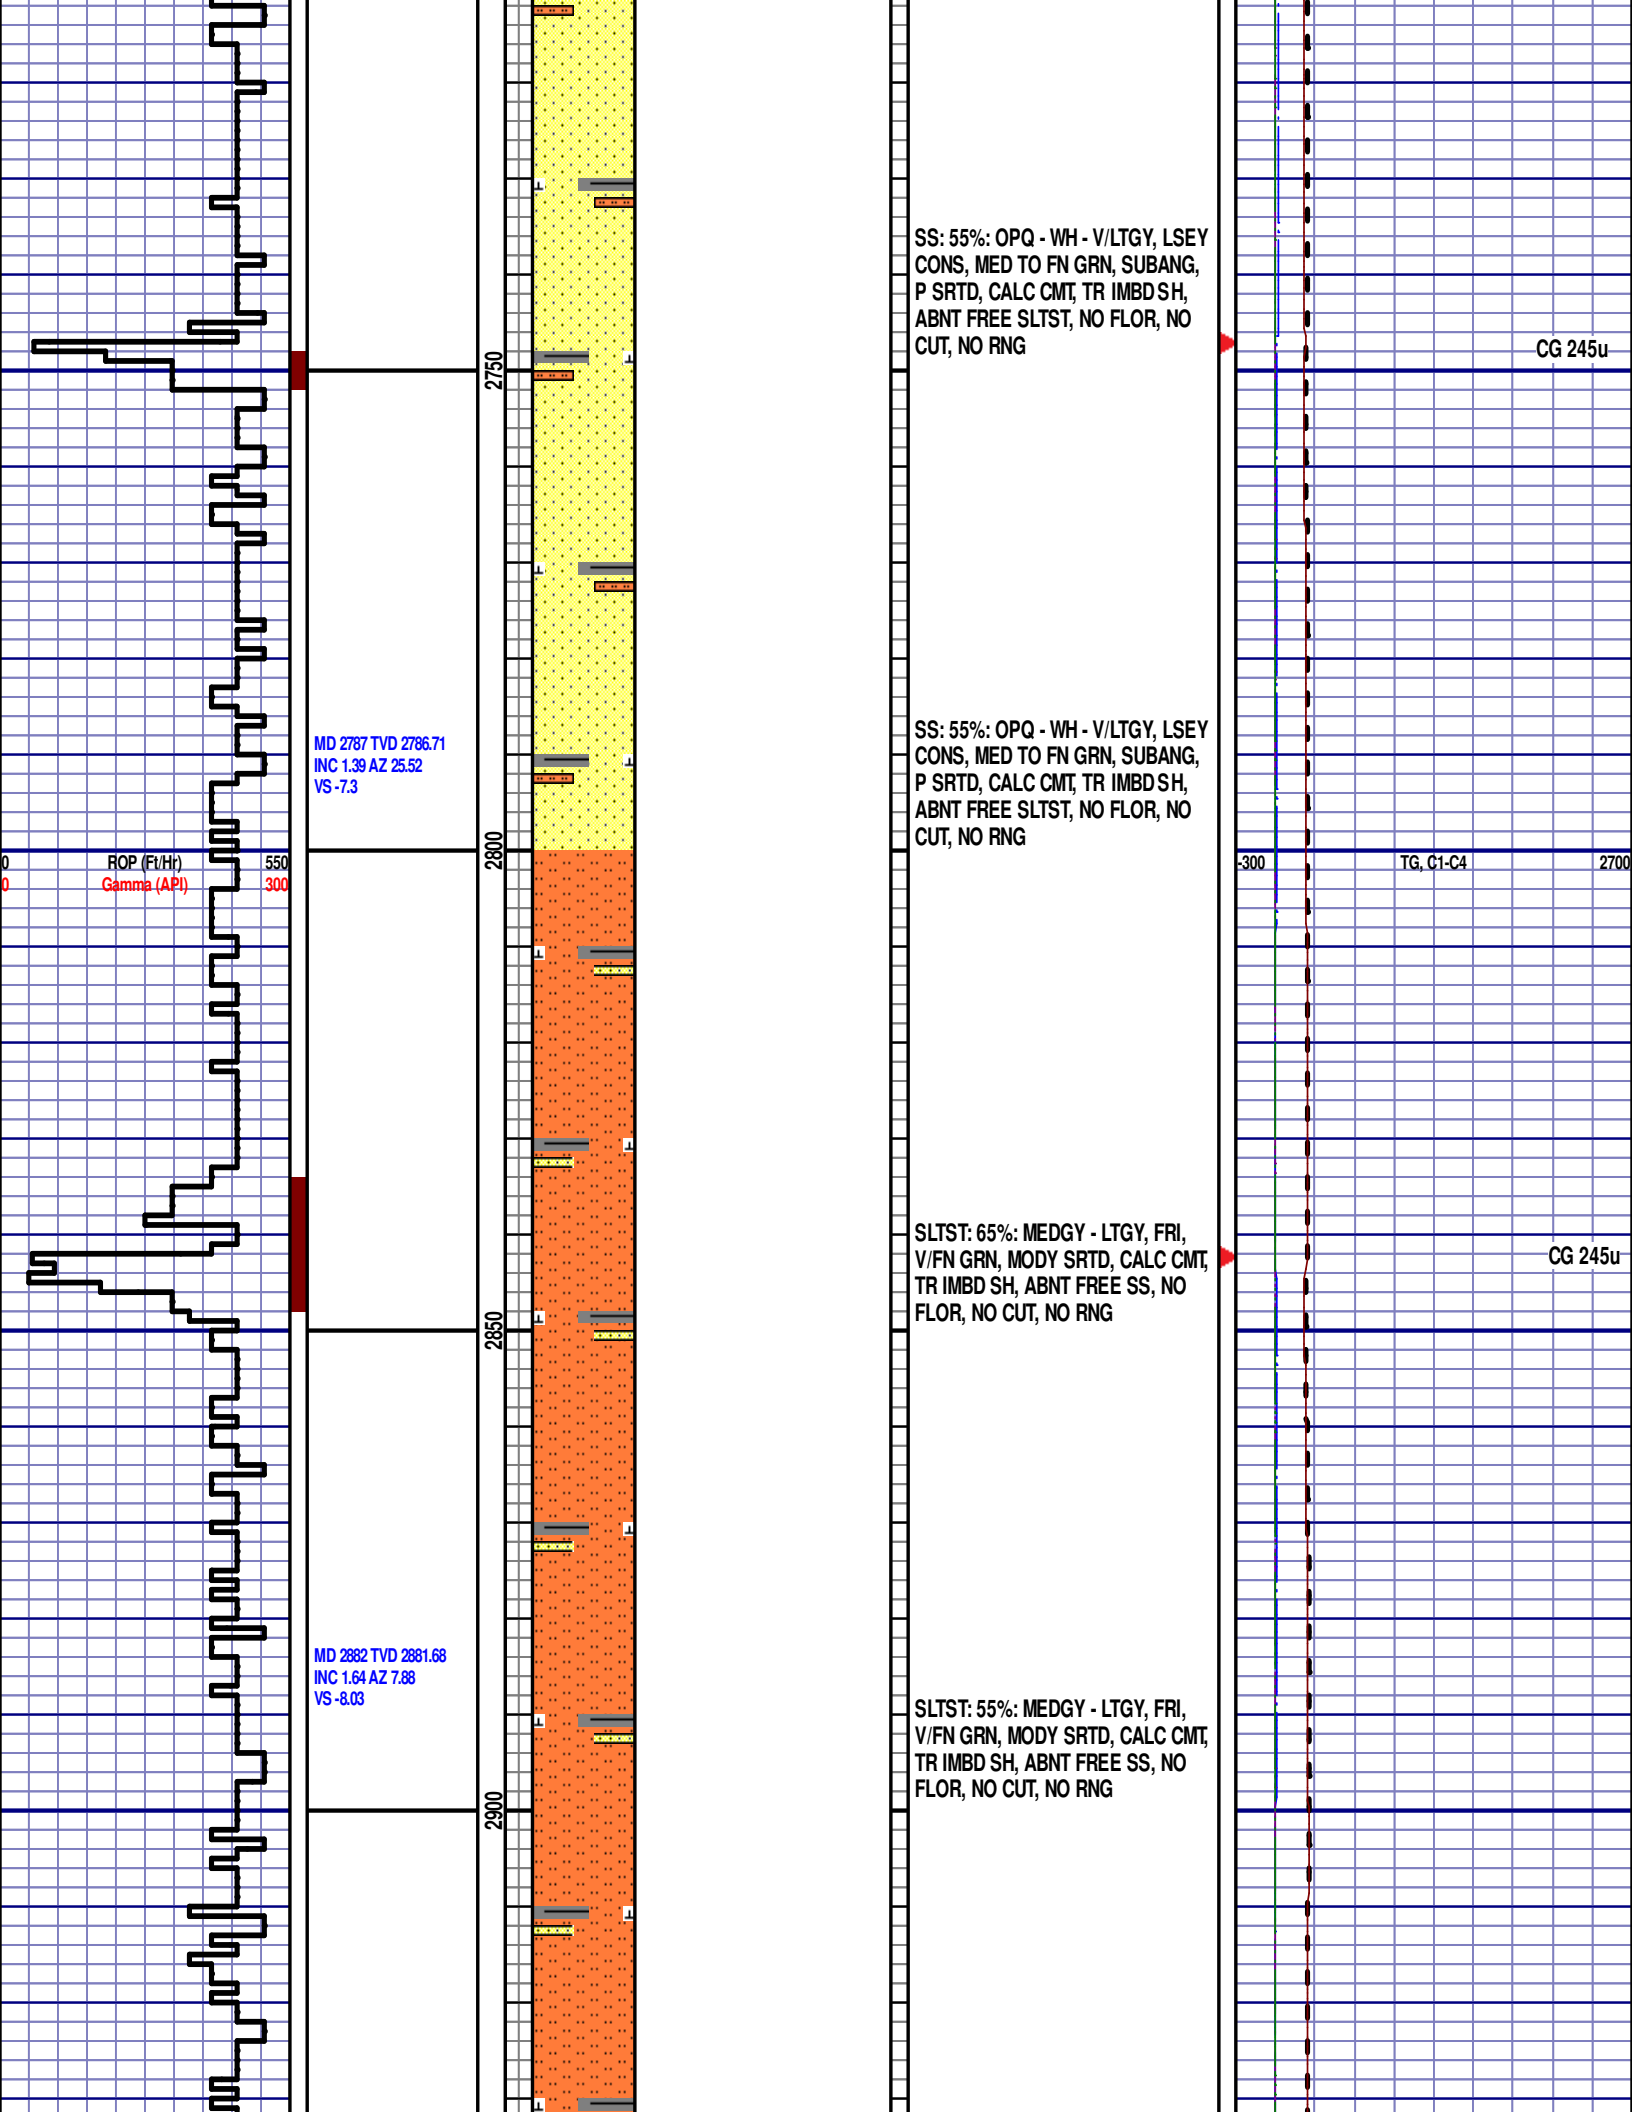 SS: 55%: OPQ - WH - V/LTGY, LSEY
CONS, MED TO FN GRN, SUBANG,
P SRTD, CALC CMT, TR IMBD SH,
ABNT FREE SLTST, NO FLOR, NO
CUT, NO RNG
CG 245u
2750
MD 2787 TVD 2786.71
INC 1.39 AZ 25.52
VS -7.3
SS: 55%: OPQ - WH - V/LTGY, LSEY
CONS, MED TO FN GRN, SUBANG,
P SRTD, CALC CMT, TR IMBD SH,
ABNT FREE SLTST, NO FLOR, NO
CUT, NO RNG
2800
0 ROP (Ft/Hr) 550
0 Gamma (API) 300
-300 TG, C1-C4 2700
SLTST: 65%: MEDGY - LTGY, FRI,
V/FN GRN, MODY SRTD, CALC CMT,
TR IMBD SH, ABNT FREE SS, NO
FLOR, NO CUT, NO RNG
CG 245u
2850
MD 2882 TVD 2881.68
INC 1.64 AZ 7.88
VS -8.03
SLTST: 55%: MEDGY - LTGY, FRI,
V/FN GRN, MODY SRTD, CALC CMT,
TR IMBD SH, ABNT FREE SS, NO
FLOR, NO CUT, NO RNG
2900